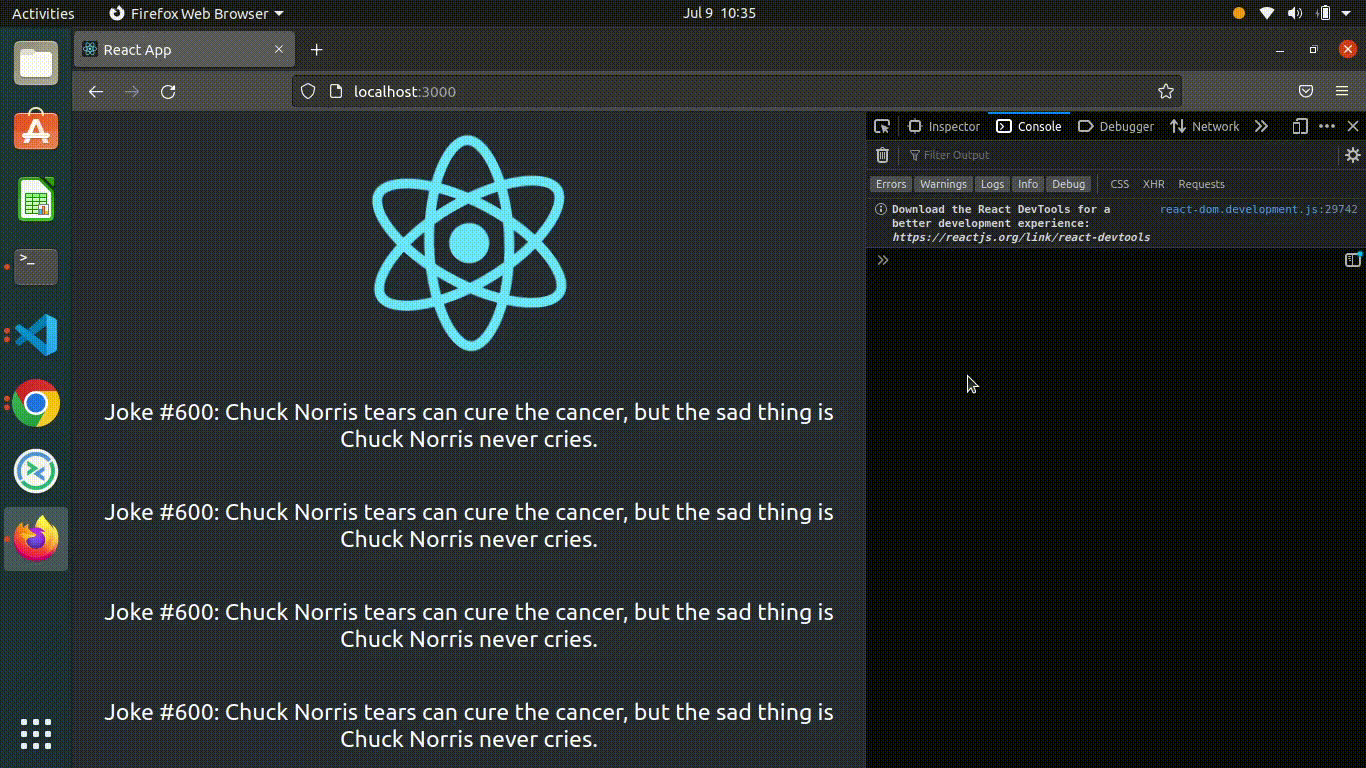 Activities
Firefox Web Browser
Jul 9 10:35
React App
localhost:3000
Inspector
Console
Debugger
Network
Filter Output
Errors
Warnings
Logs
Info
Debug
CSS
XHR
Requests
Download the React DevTools for a
react-dom.development.js:29742
better development experience:
https://reactjs.org/link/react-devtools
Joke #600: Chuck Norris tears can cure the cancer, but the sad thing is
Chuck Norris never cries.
Joke #600: Chuck Norris tears can cure the cancer, but the sad thing is
Chuck Norris never cries.
Joke #600: Chuck Norris tears can cure the cancer, but the sad thing is
Chuck Norris never cries.
Joke #600: Chuck Norris tears can cure the cancer, but the sad thing is
Chuck Norris never cries.